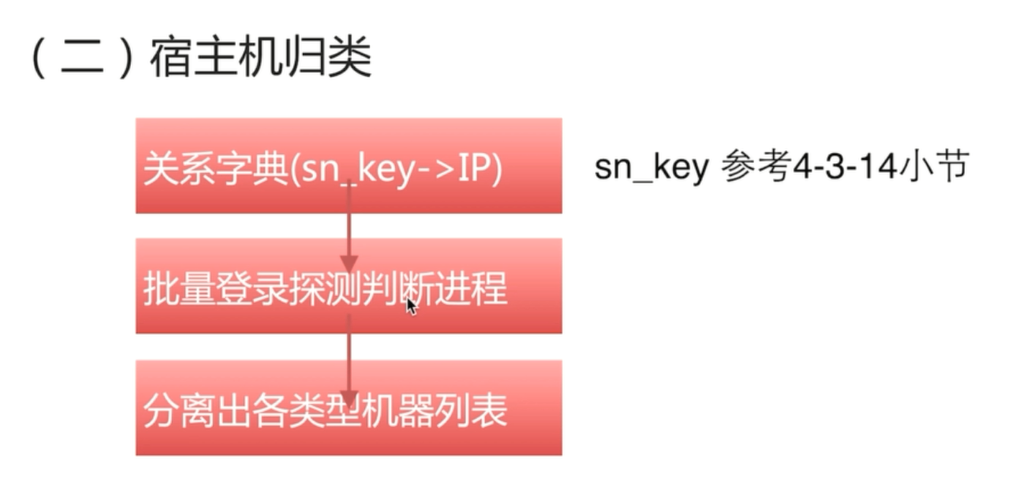 （二）宿主机归类
关系字典(sn_key->IP)
sn_key 参考4-3-14小节
批量登录探测判断进程
分离出各类型机器列表